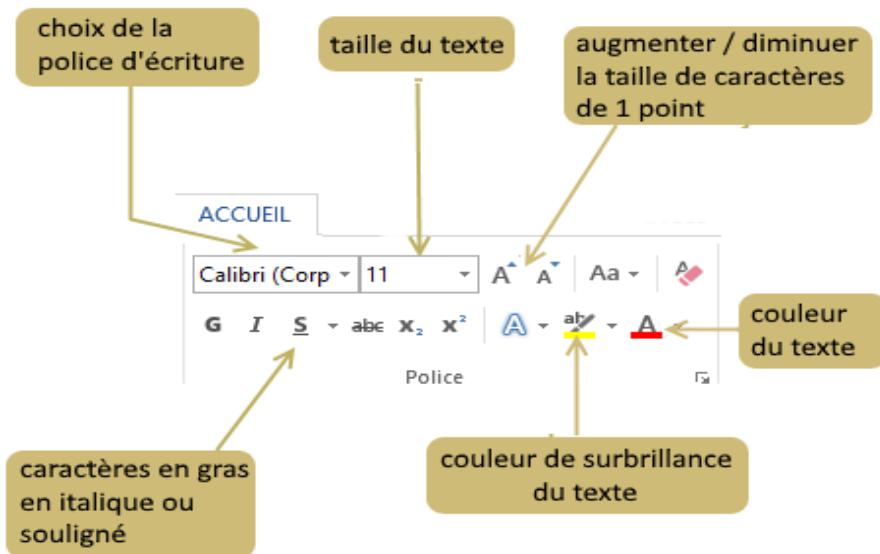 choix de la
police d'écriture
taille du texte
augmenter / diminuer
la taille de caractères
de 1 point
ACCUEIL
Calibri (Corp 11 A A Aa A
G I S abc x₂ x² A ab A
Police
couleur
du texte
caractères en gras
en italique ou
souligné
couleur de surbrillance
du texte